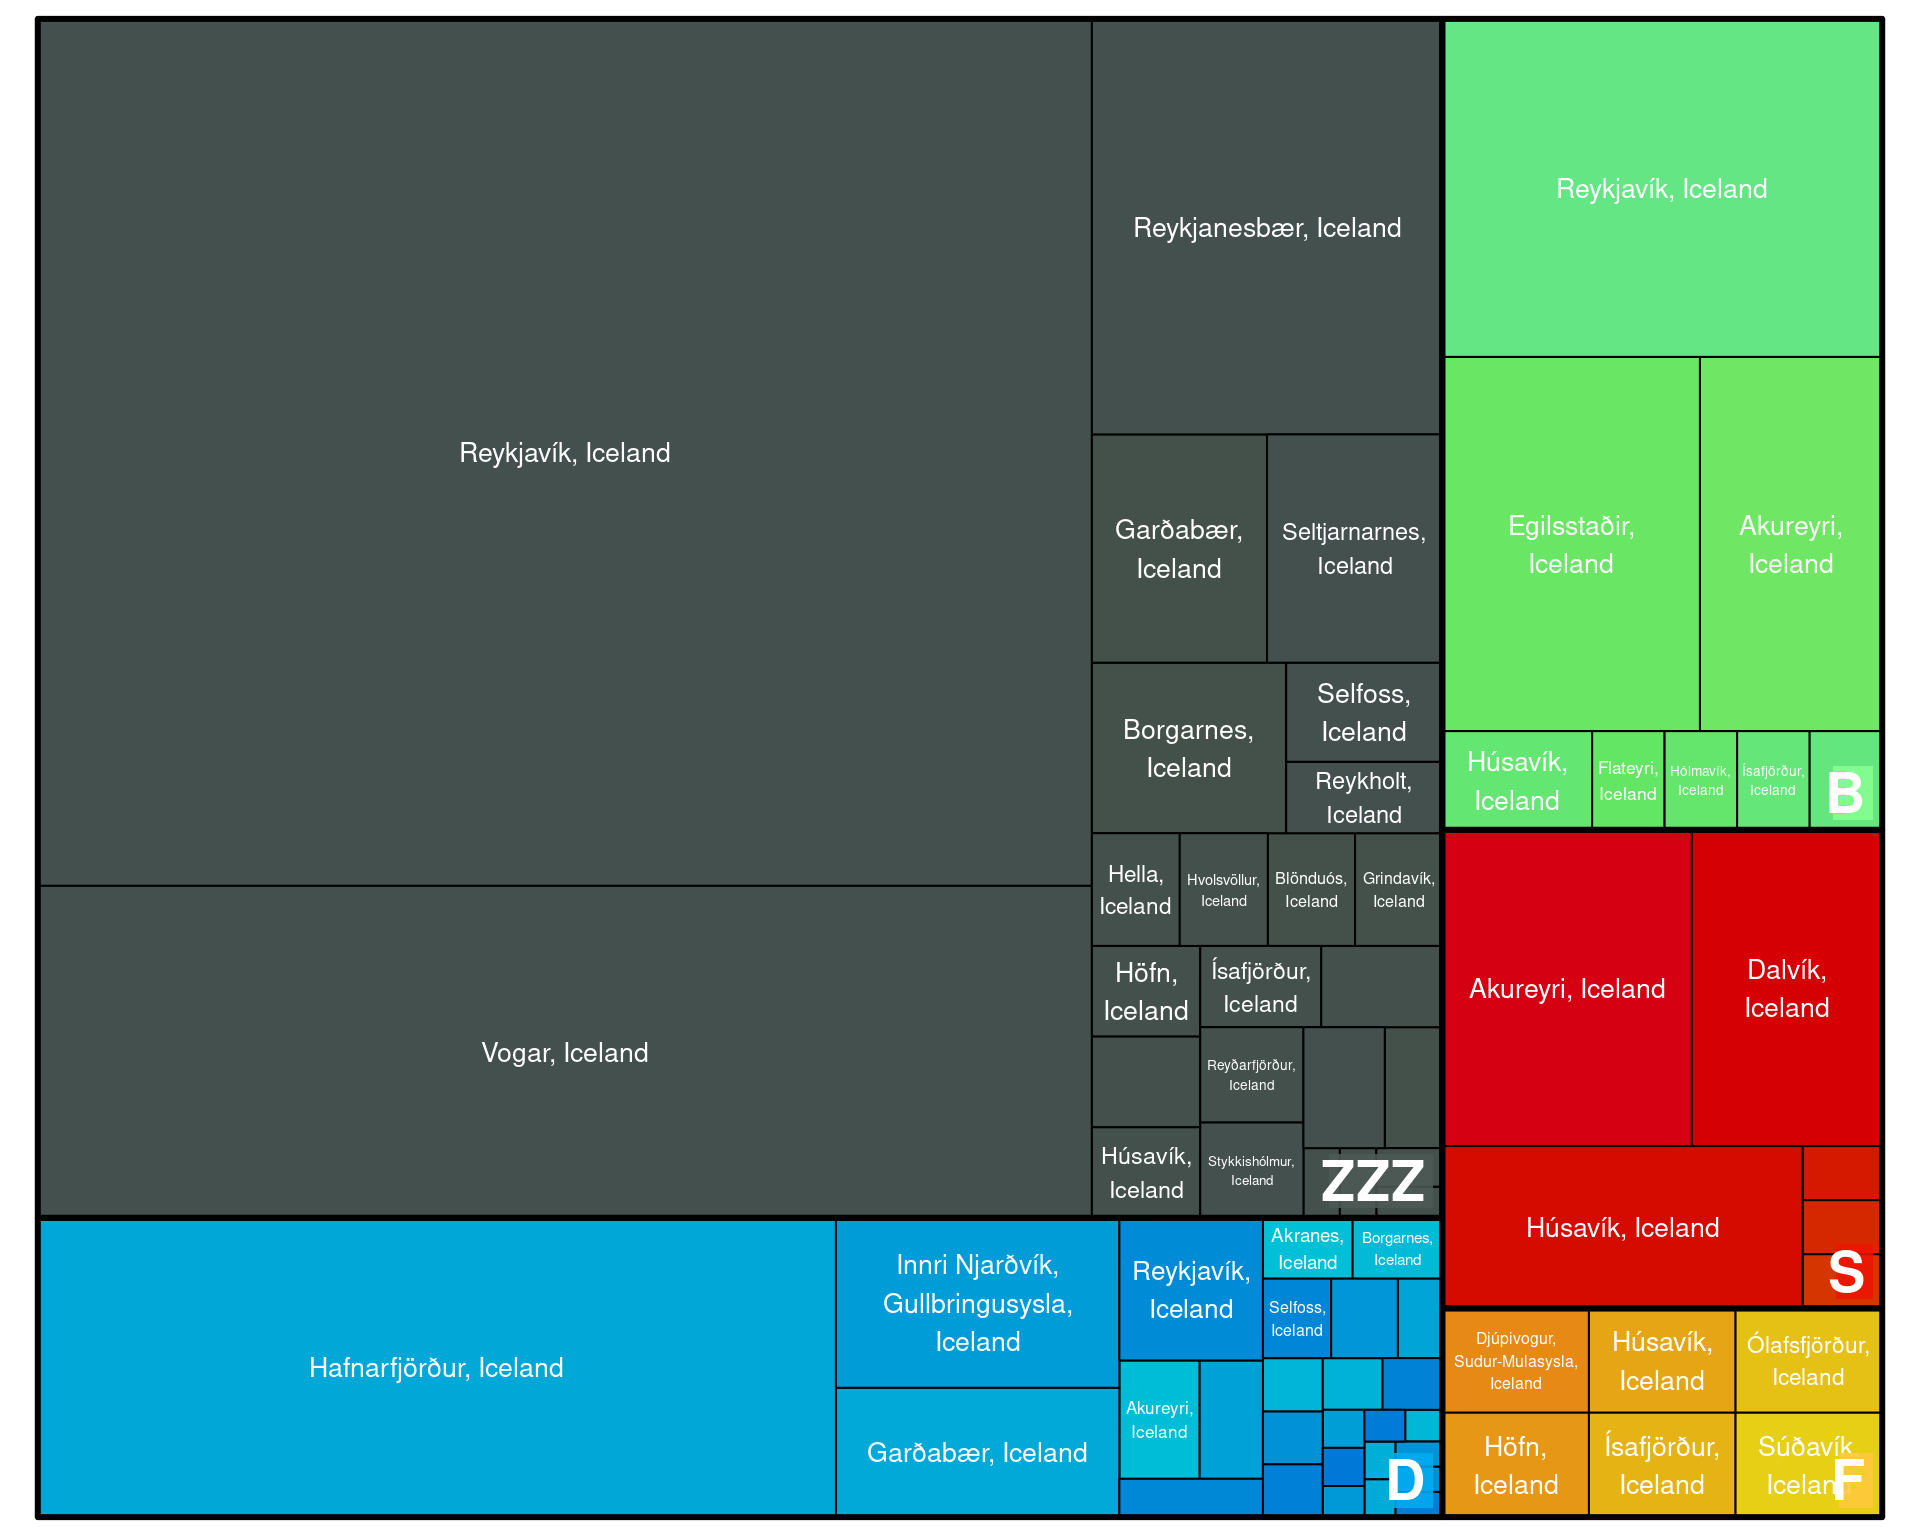 Reykjavík, Iceland
Vogar, Iceland
Reykjanesbær, Iceland
Garðabær,
Iceland
Seltjarnarnes,
Iceland
Borgarnes,
Iceland
Selfoss,
Iceland
Reykholt,
Iceland
Hella,
Iceland
Hvolsvöllur,
Iceland
Blönduós,
Iceland
Grindavík,
Iceland
Höfn,
Iceland
Ísafjörður,
Iceland
Reyðarfjörður,
Iceland
Húsavík,
Iceland
Stykkishólmur,
Iceland
ZZZ
Reykjavík, Iceland
Egilsstaðir,
Iceland
Akureyri,
Iceland
Húsavík,
Iceland
Flateyri,
Iceland
Hólmavík,
Iceland
Ísafjörður,
Iceland
B
Akureyri, Iceland
Dalvík,
Iceland
Húsavík, Iceland
S
Hafnarfjörður, Iceland
Innri Njarðvík,
Gullbringusysla,
Iceland
Garðabær, Iceland
Reykjavík,
Iceland
Akureyri,
Iceland
Akranes,
Iceland
Borgarnes,
Iceland
Selfoss,
Iceland
D
Djúpivogur,
Sudur-Mulasysla,
Iceland
Húsavík,
Iceland
Ólafsfjörður,
Iceland
Höfn,
Iceland
Ísafjörður,
Iceland
Súðavík,
Iceland
F